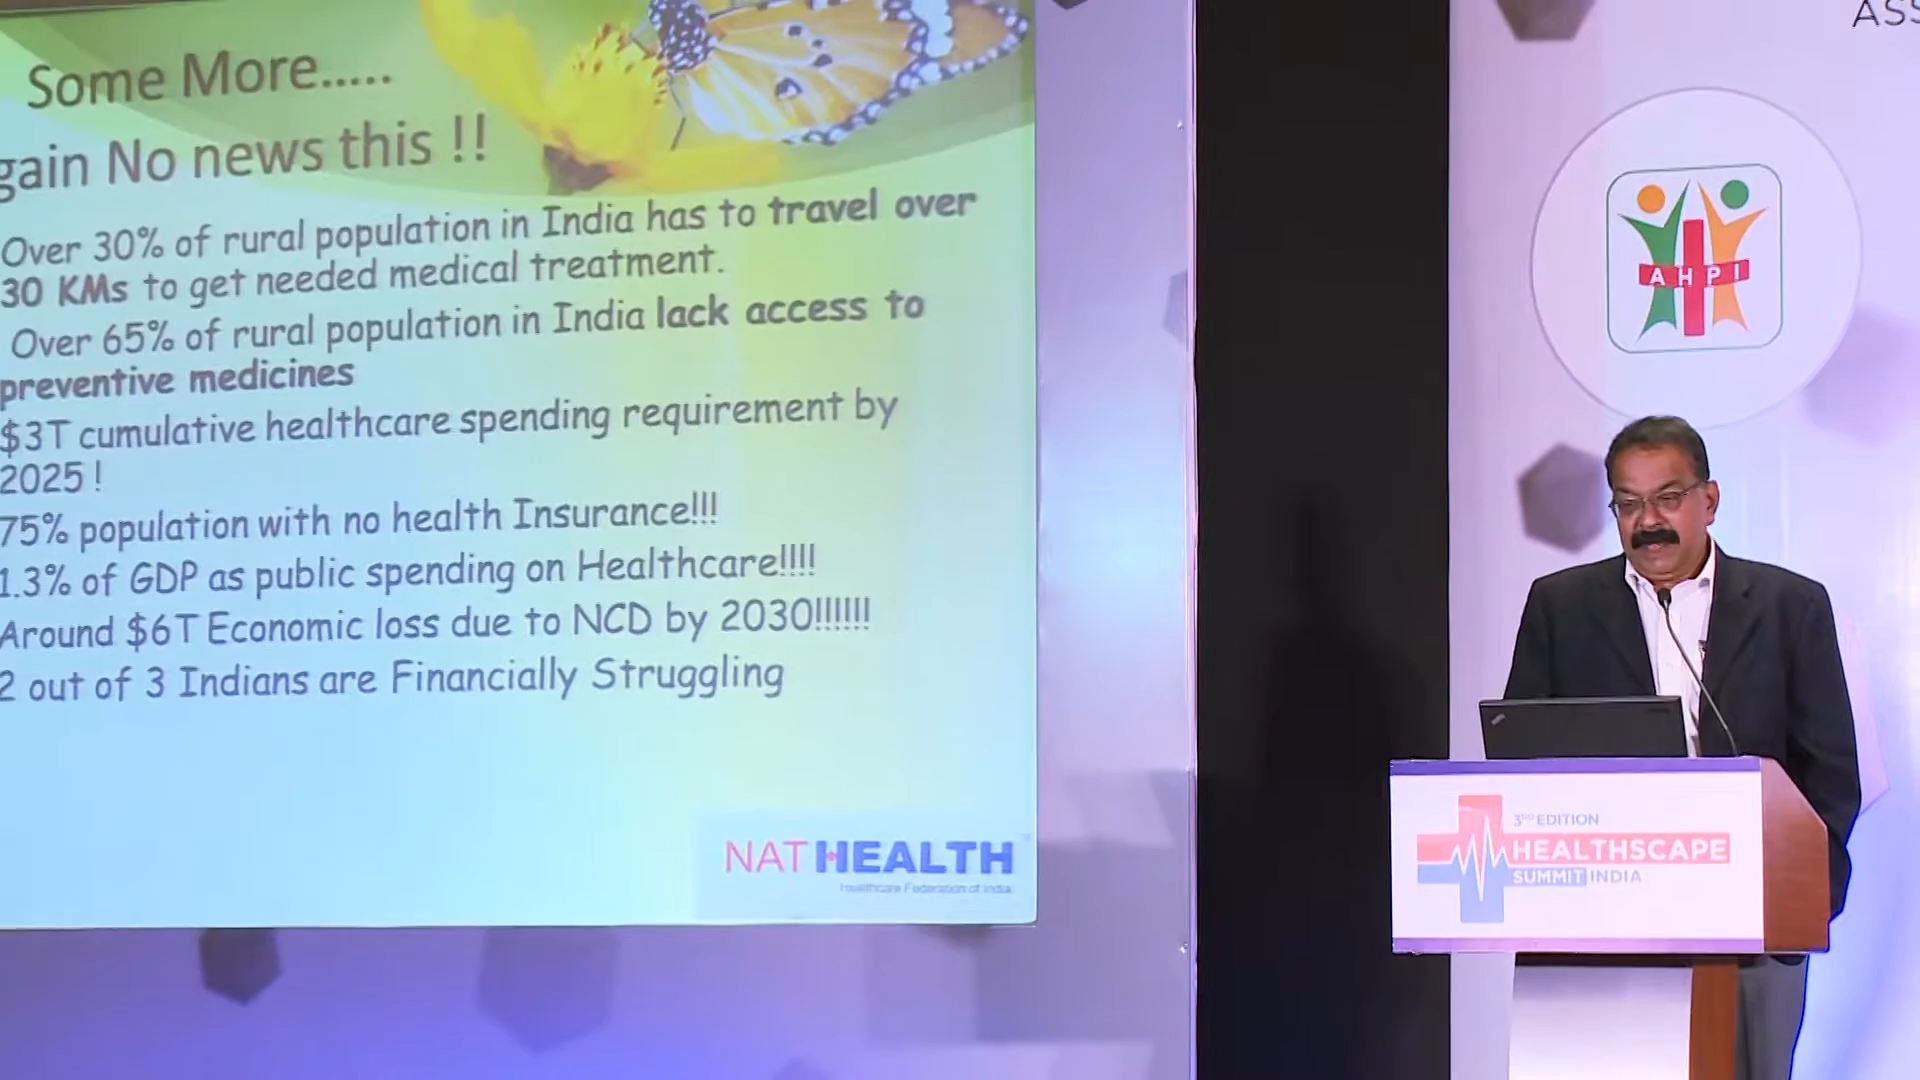 Some More.....
gain No news this !!
Over 30% of rural population in India has to travel over
30 KMs to get needed medical treatment.
Over 65% of rural population in India lack access to
preventive medicines
$3T cumulative healthcare spending requirement by
2025 !
75% population with no health Insurance!!!
1.3% of GDP as public spending on Healthcare!!!!
Around $6T Economic loss due to NCD by 2030!!!!!!
2 out of 3 Indians are Financially Struggling
NATHEALTH
Healthcare Federation of India
ASS
AHPI
3RD EDITION
HEALTHSCAPE
SUMMIT INDIA